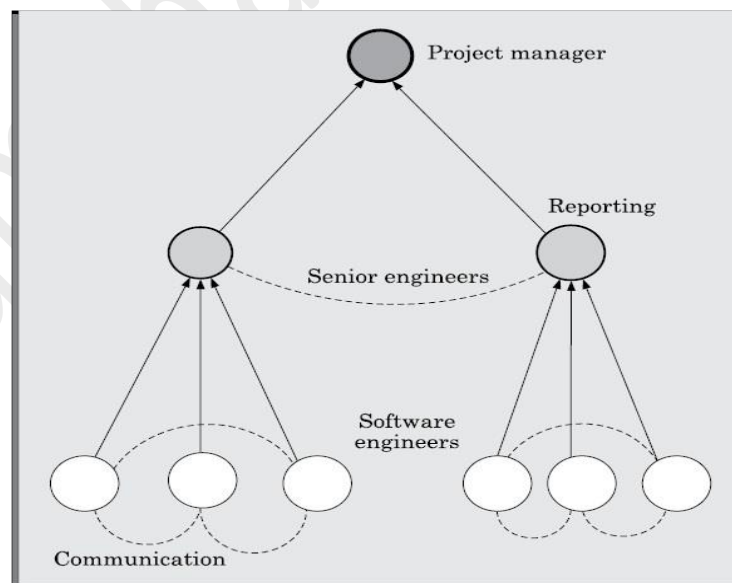 Project manager
Reporting
Senior engineers
Software
engineers
Communication